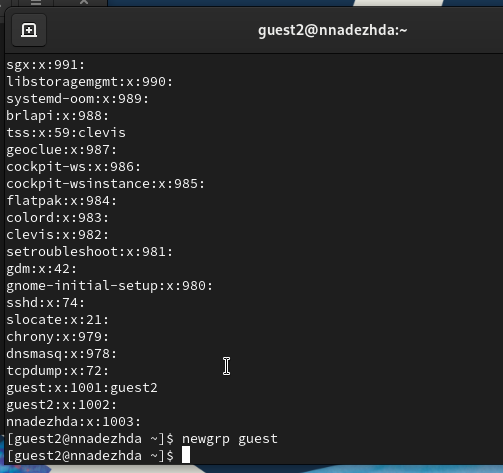 guest2@nnadezhda:~
sgx:x:991:
libstoragemgmt:x:990:
systemd-oom:x:989:
brlapi:x:988:
tss:x:59:clevis
geoclue:x:987:
cockpit-ws:x:986:
cockpit-wsinstance:x:985:
flatpak:x:984:
colord:x:983:
clevis:x:982:
setroubleshoot:x:981:
gdm:x:42:
gnome-initial-setup:x:980:
sshd:x:74:
slocate:x:21:
chrony:x:979:
dnsmasq:x:978:
tcpdump:x:72:
guest:x:1001:guest2
guest2:x:1002:
nnadezhda:x:1003:
[guest2@nnadezhda ~]$ newgrp guest
[guest2@nnadezhda ~]$